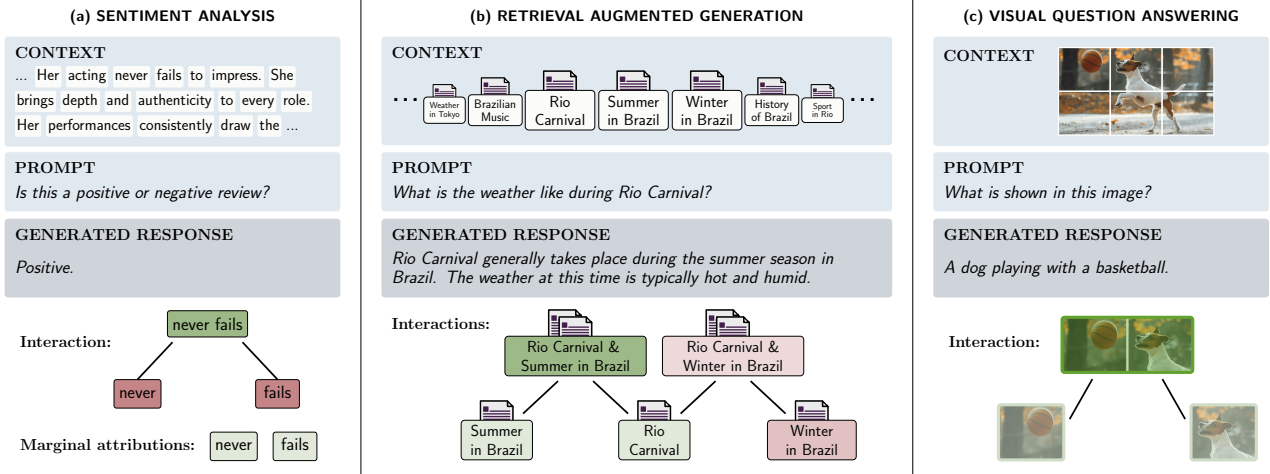 (a) SENTIMENT ANALYSIS
CONTEXT
... Her acting never fails to impress. She
brings depth and authenticity to every role.
Her performances consistently draw the ...
PROMPT
Is this a positive or negative review?
GENERATED RESPONSE
Positive.
Interaction:
never fails
never
fails
Marginal attributions:
never
fails
(b) RETRIEVAL AUGMENTED GENERATION
CONTEXT
...
Weather
in Tokyo
Brazilian
Music
Rio
Carnival
Summer
in Brazil
Winter
in Brazil
History
of Brazil
Sport
in Rio
...
PROMPT
What is the weather like during Rio Carnival?
GENERATED RESPONSE
Rio Carnival generally takes place during the summer season in
Brazil. The weather at this time is typically hot and humid.
Interactions:
Rio Carnival &
Summer in Brazil
Rio Carnival &
Winter in Brazil
Summer
in Brazil
Rio
Carnival
Winter
in Brazil
(c) VISUAL QUESTION ANSWERING
CONTEXT
PROMPT
What is shown in this image?
GENERATED RESPONSE
A dog playing with a basketball.
Interaction: